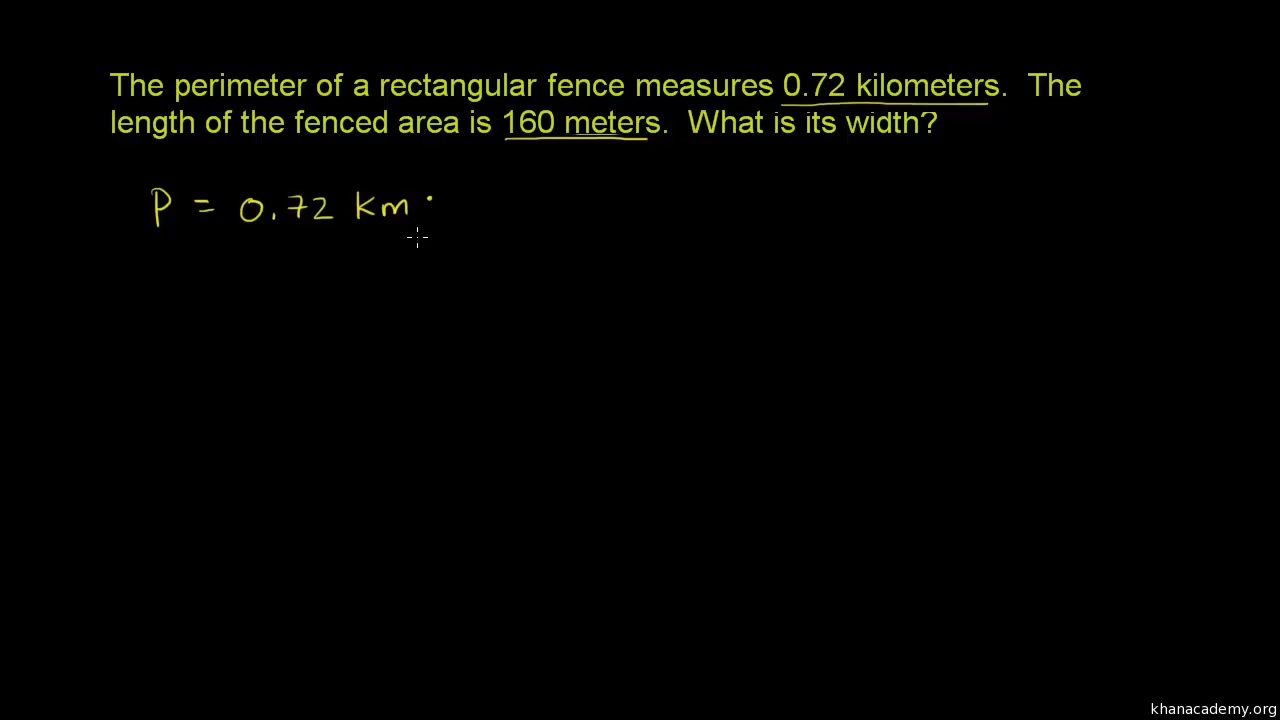 The perimeter of a rectangular fence measures 0.72 kilometers. The
length of the fenced area is 160 meters. What is its width?
P = 0.72 km ·
khanacademy.org